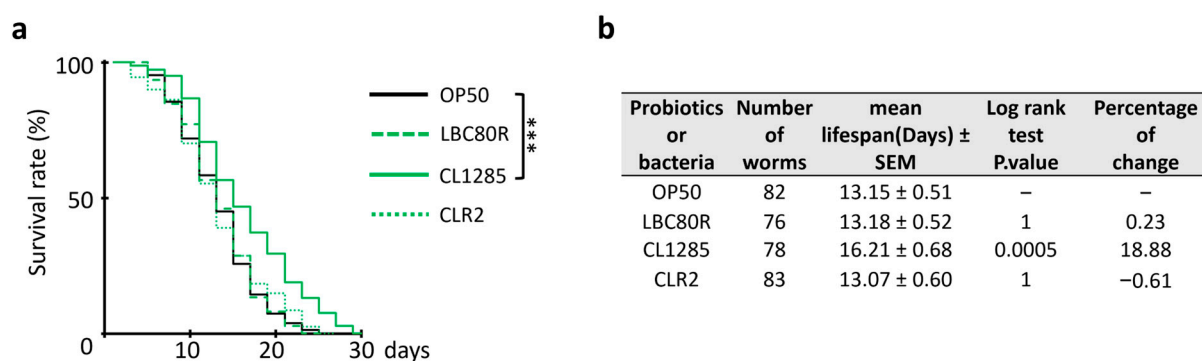 a
100
50
0
10
20
30
days
Survival rate (%)
OP50
LBC80R
CL1285
CLR2
***
b
Probiotics Number mean Log rank Percentage
or of lifespan(Days) ± test of
bacteria worms SEM P.value change
OP50 82 13.15 ± 0.51 – –
LBC80R 76 13.18 ± 0.52 1 0.23
CL1285 78 16.21 ± 0.68 0.0005 18.88
CLR2 83 13.07 ± 0.60 1 −0.61